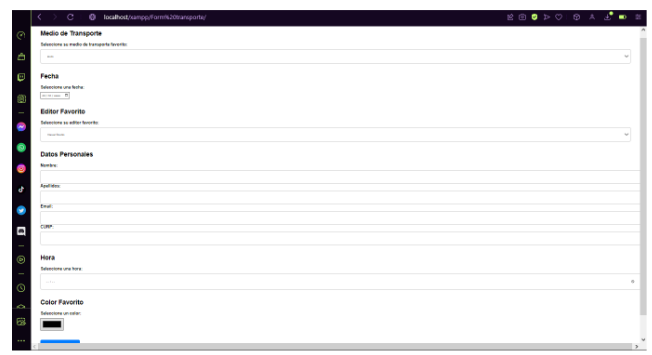 localhost/xampp/Form%20transporte/
Medio de Transporte
Seleccione su medio de transporte favorito:
Fecha
Seleccione una fecha:
Editor Favorito
Seleccione su editor favorito:
Datos Personales
Nombre:
Apellidos:
Email:
CURP:
Hora
Seleccione una hora
Color Favorito
Seleccione un color: